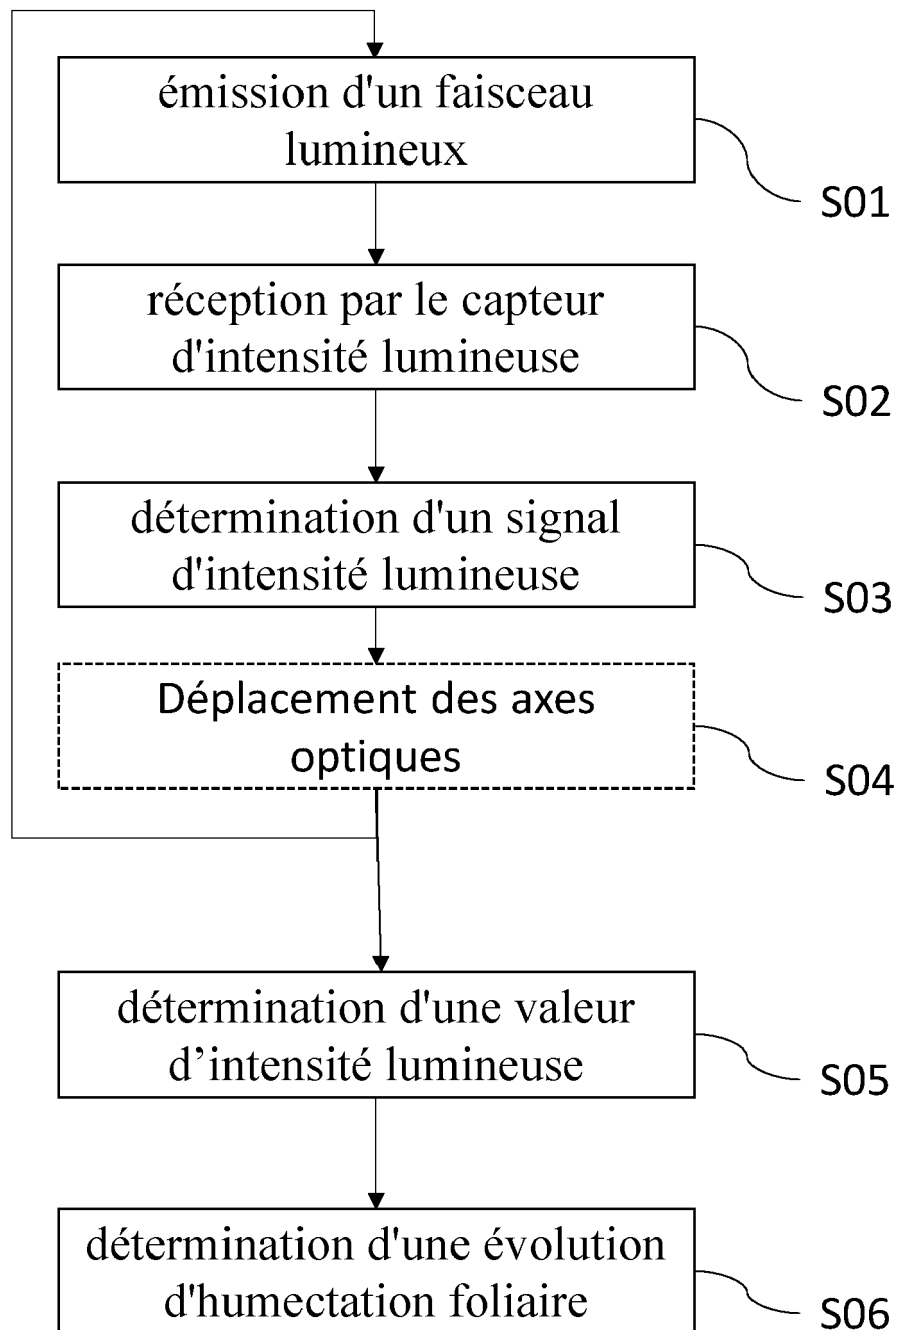 émission d'un faisceau
lumineux
S01
réception par le capteur
d'intensité lumineuse
S02
détermination d'un signal
d'intensité lumineuse
S03
Déplacement des axes
optiques
S04
détermination d'une valeur
d’intensité lumineuse
S05
détermination d'une évolution
d'humectation foliaire
S06